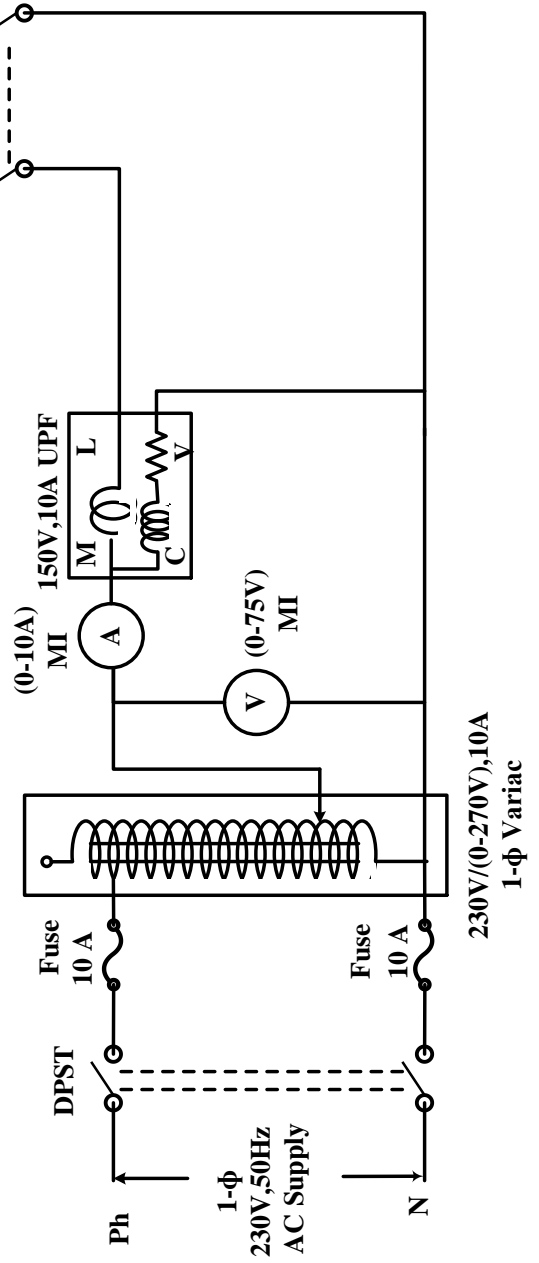 Ph
1-ф
230V,50Hz
AC Supply
N
DPST
Fuse
10 A
Fuse
10 A
230V/(0-270V),10A
1-ф Variac
(0-10A)
MI
A
V
(0-75V)
MI
150V,10A UPF
M
L
C
V